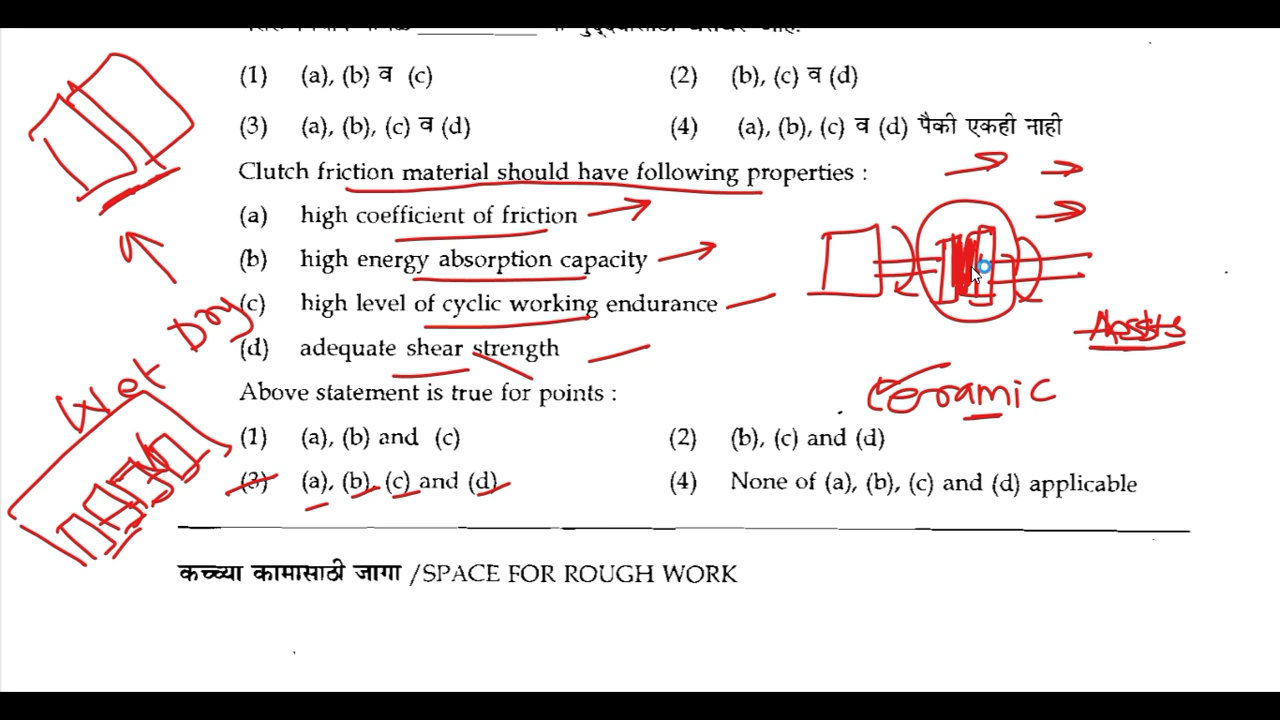 (1) (a), (b) व (c) (2) (b), (c) व (d)
(3) (a), (b), (c) व (d) (4) (a), (b), (c) व (d) पैकी एकही नाही
Clutch friction material should have following properties :
(a) high coefficient of friction
(b) high energy absorption capacity
(c) high level of cyclic working endurance
(d) adequate shear strength
Above statement is true for points :
(1) (a), (b) and (c) (2) (b), (c) and (d)
(3) (a), (b), (c) and (d) (4) None of (a), (b), (c) and (d) applicable
कच्च्या कामासाठी जागा /SPACE FOR ROUGH WORK
Dry
Wet
Ceramic